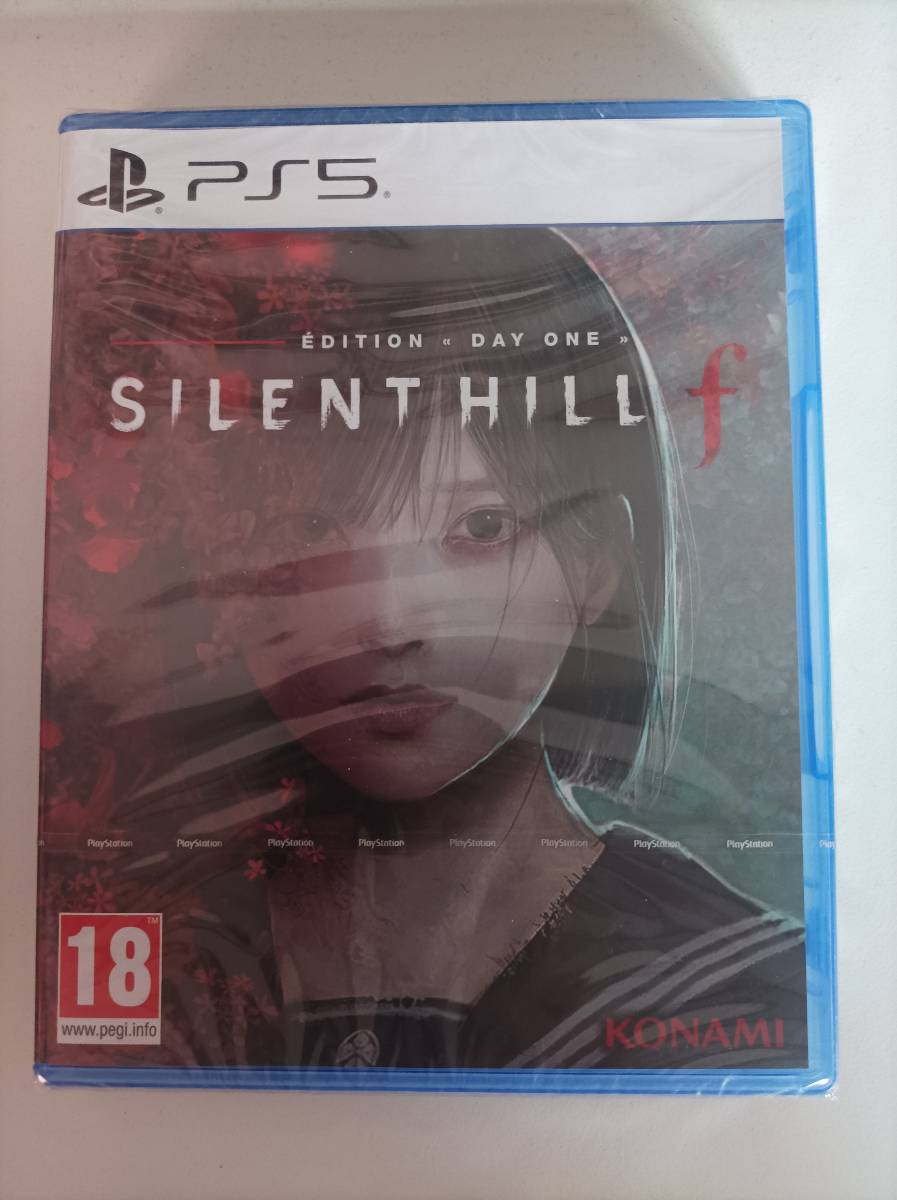 PS5
ÉDITION « DAY ONE »
SILENT HILL f
PlayStation PlayStation PlayStation PlayStation PlayStation PlayStation PlayStation PlayStation
18
www.pegi.info
KONAMI